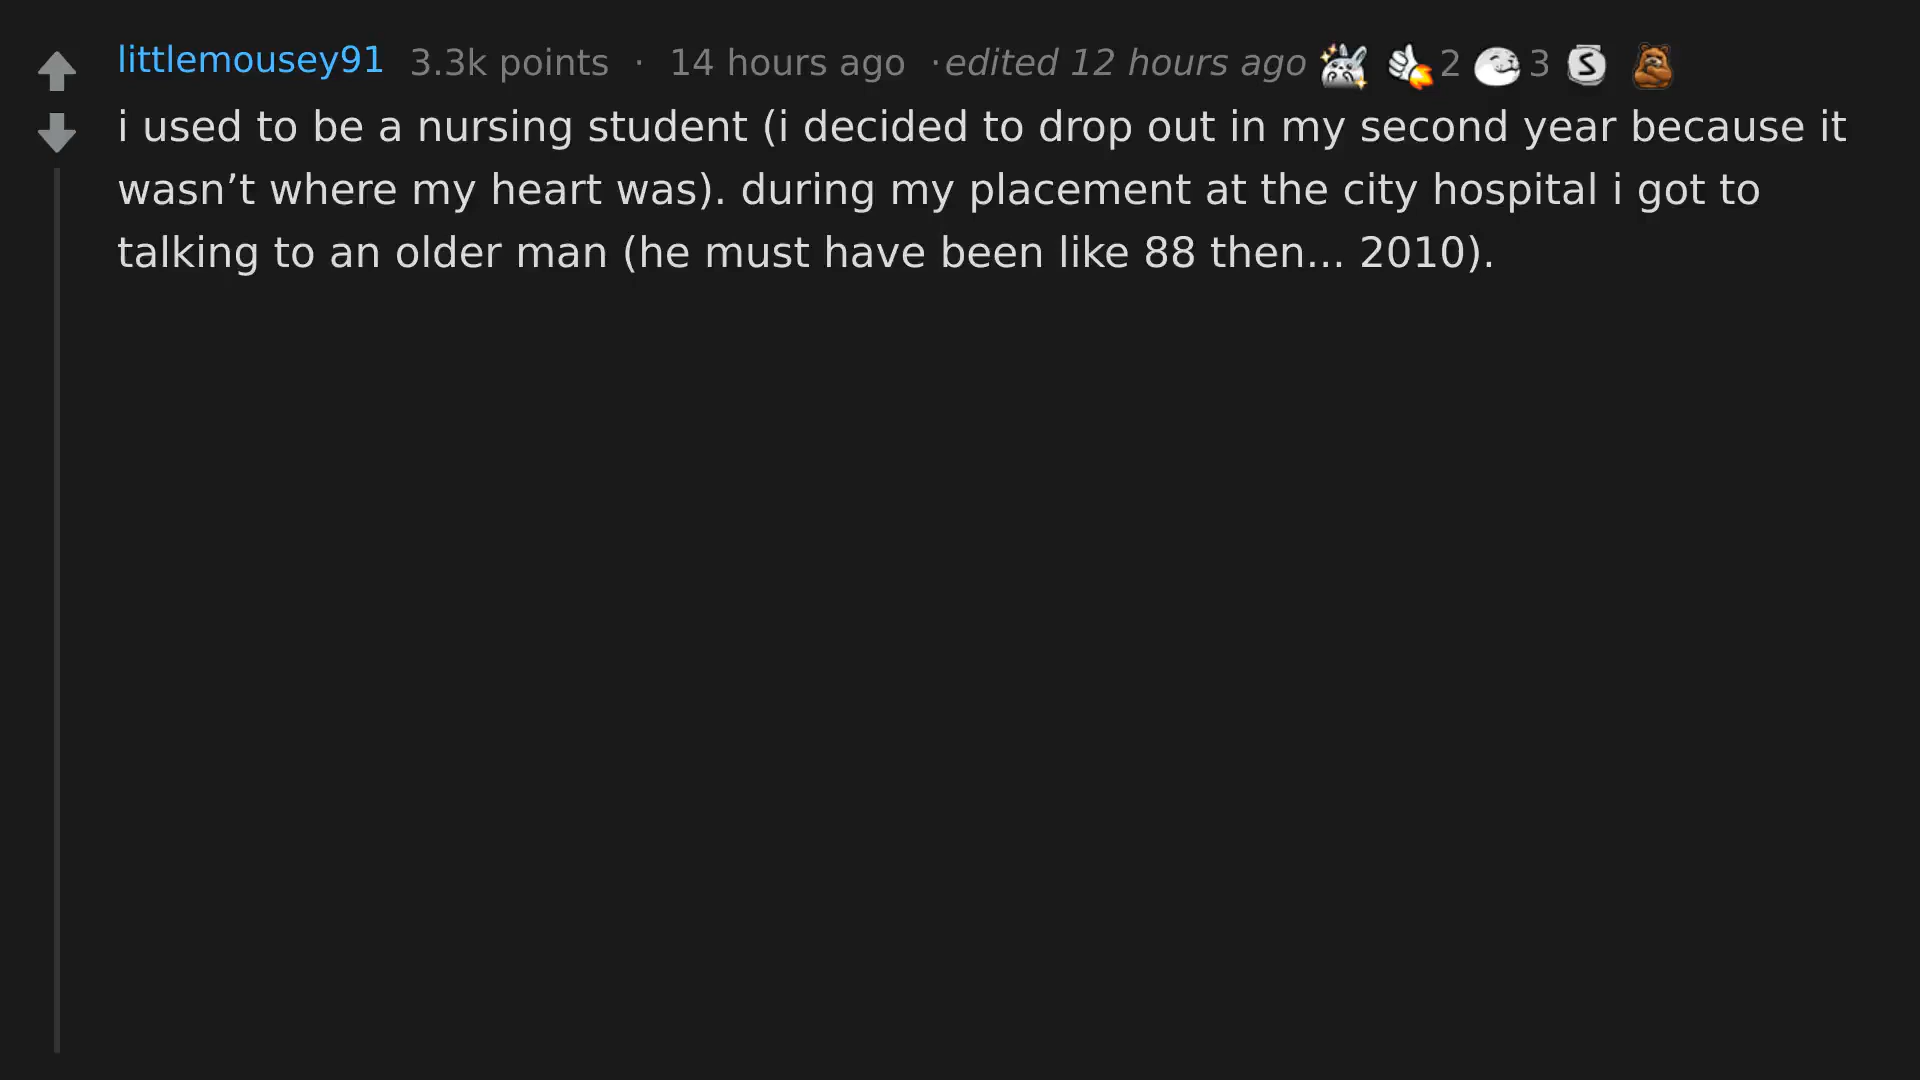 littlemousey91 3.3k points · 14 hours ago ·edited 12 hours ago 2 3 S
i used to be a nursing student (i decided to drop out in my second year because it
wasn’t where my heart was). during my placement at the city hospital i got to
talking to an older man (he must have been like 88 then... 2010).